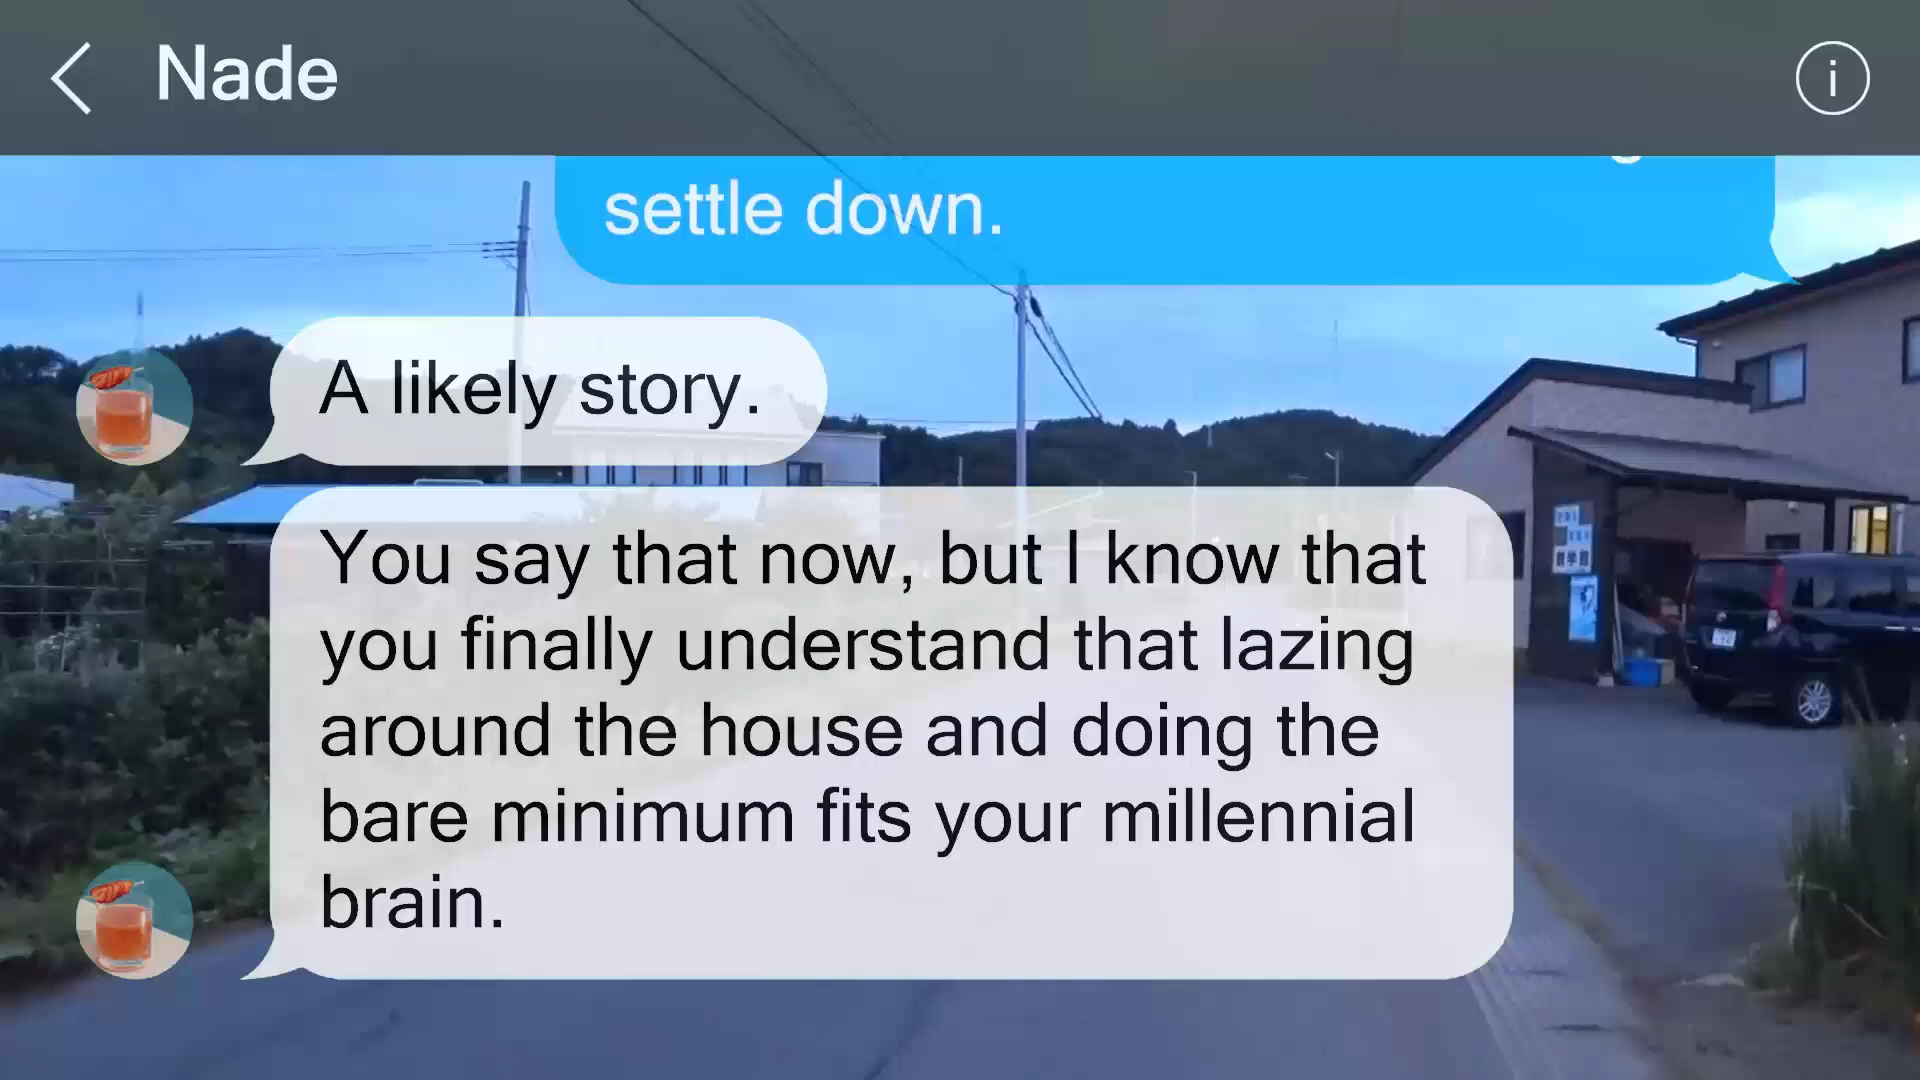 Nade
settle down.
A likely story.
You say that now, but I know that
you finally understand that lazing
around the house and doing the
bare minimum fits your millennial
brain.